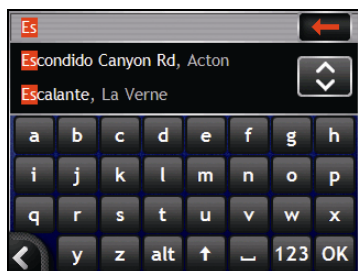 Es
Escondido Canyon Rd, Acton
Escalante, La Verne
a b c d e f g h
i j k l m n o p
q r s t u v w x
y z alt 123 OK